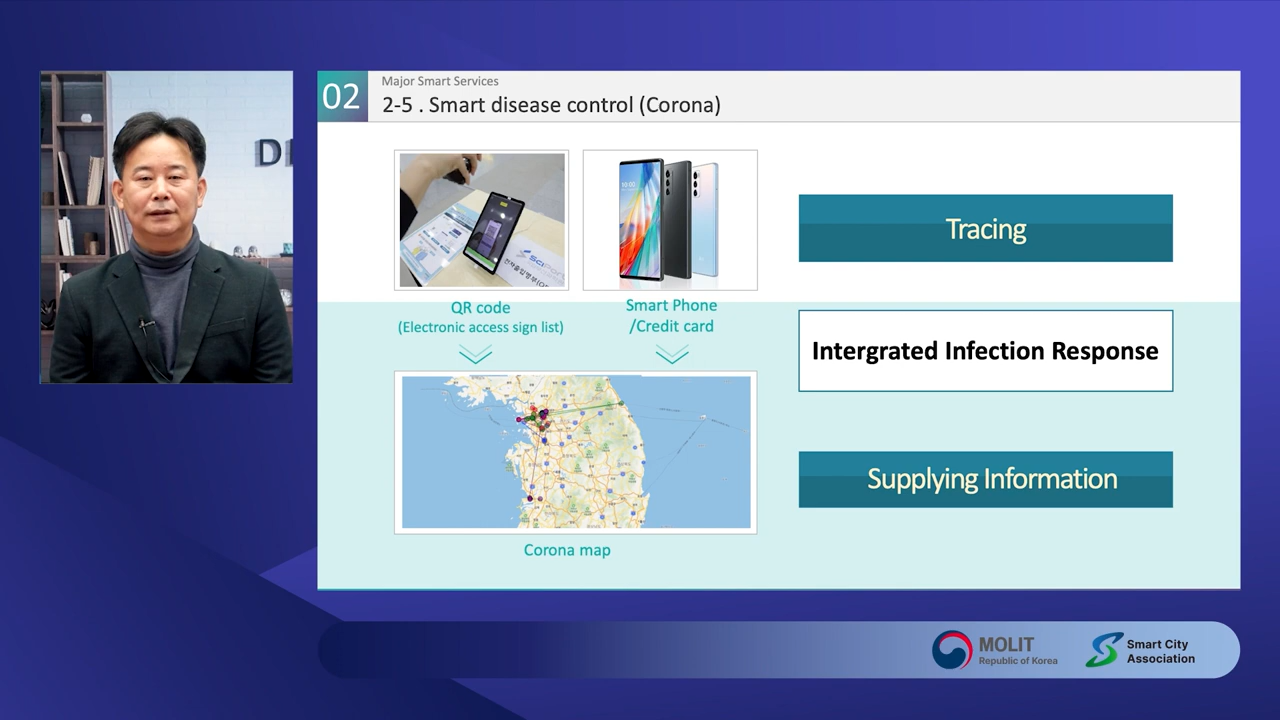 02
Major Smart Services
2-5 . Smart disease control (Corona)
QR code
(Electronic access sign list)
Smart Phone
/Credit card
Corona map
Tracing
Intergrated Infection Response
Supplying Information
MOLIT
Republic of Korea
Smart City
Association